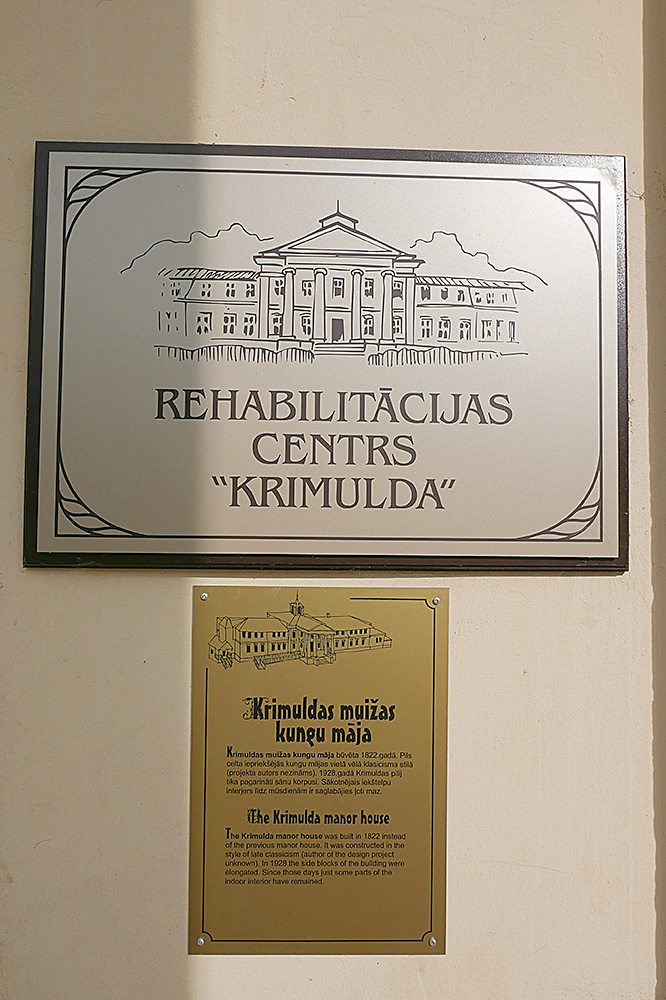 REHABILITĀCIJAS
CENTRS
"KRIMULDA"
Krimuldas muižas
kungu māja
Krimuldas muižas kungu māja būvēta 1822.gadā. Pils
celta iepriekšējās kungu mājas vietā vēlā klasicisma stilā
(projekta autors nezināms). 1928.gadā Krimuldas pilij
tika pagarināti sānu korpusi. Sākotnējais iekštelpu
interjers līdz mūsdienām ir saglabājies ļoti maz.
The Krimulda manor house
The Krimulda manor house was built in 1822 instead
of the previous manor house. It was constructed in the
style of late classicism (author of the design project
unknown). In 1928 the side blocks of the building were
elongated. Since those days just some parts of the
indoor interior have remained.